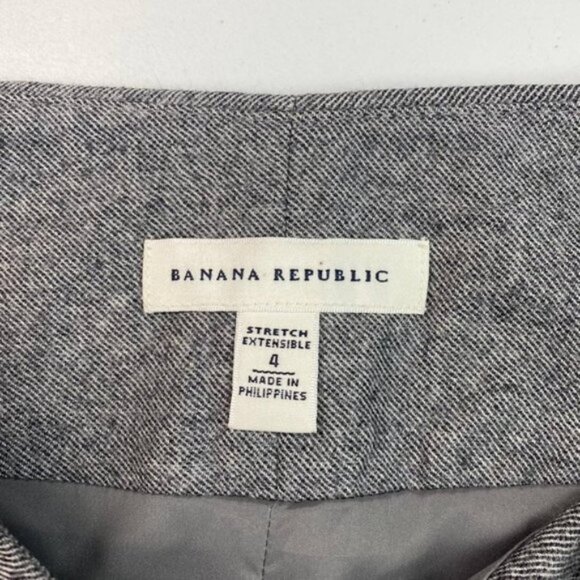 BANANA REPUBLIC
STRETCH
EXTENSIBLE
4
MADE IN
PHILIPPINES